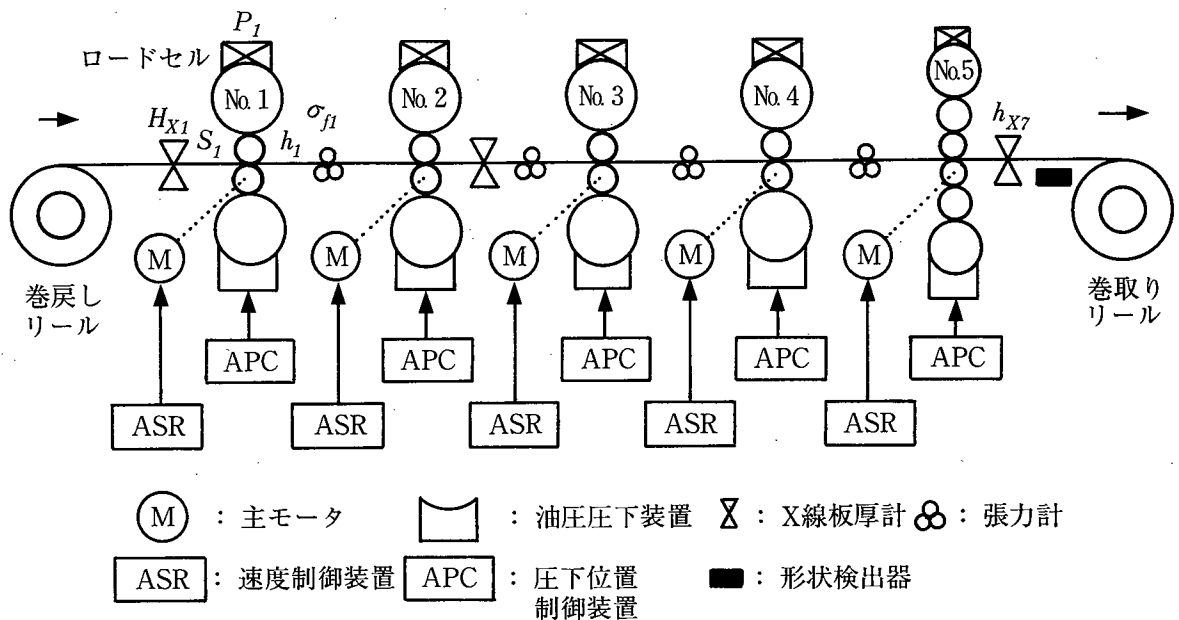 P1
ロードセル
No.1
No.2
No.3
No.4
No.5
HX1
S1
h1
σf1
hX7
M
M
M
M
M
巻戻し
リール
巻取り
リール
APC
APC
APC
APC
APC
ASR
ASR
ASR
ASR
ASR
M : 主モータ
: 油圧圧下装置
: X線板厚計
: 張力計
ASR : 速度制御装置
APC : 圧下位置
制御装置
: 形状検出器